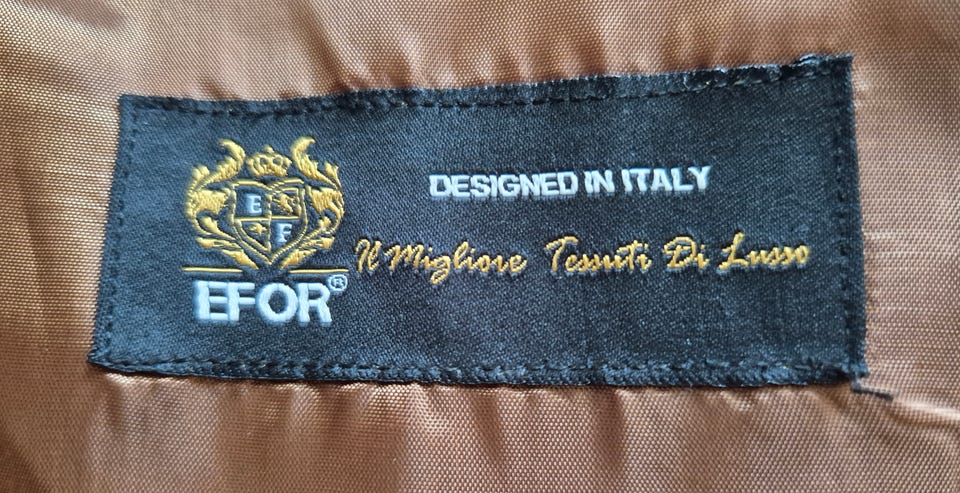 E
F
EFOR®
DESIGNED IN ITALY
Il Migliore Tessuti Di Lusso